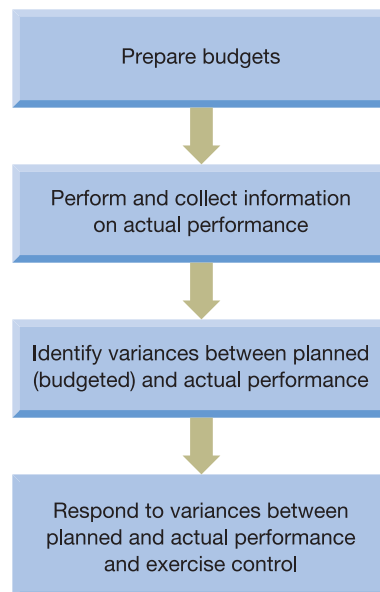 Prepare budgets
Perform and collect information
on actual performance
Identify variances between planned
(budgeted) and actual performance
Respond to variances between
planned and actual performance
and exercise control